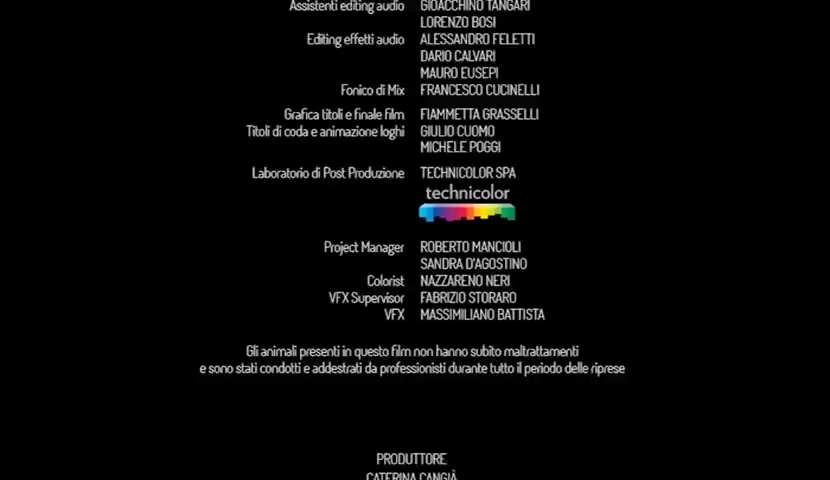 Assistenti editing audio GIOACCHINO TANGARI
LORENZO BOSI
Editing effetti audio ALESSANDRO FELETTI
DARIO CALVARI
MAURO EUSEPI
Fonico di Mix FRANCESCO CUCINELLI
Grafica titoli e finale film FIAMMETTA GRASSELLI
Titoli di coda e animazione loghi GIULIO CUOMO
MICHELE POGGI
Laboratorio di Post Produzione TECHNICOLOR SPA
technicolor
Project Manager ROBERTO MANCIOLI
SANDRA D'AGOSTINO
Colorist NAZZARENO NERI
VFX Supervisor FABRIZIO STORARO
VFX MASSIMILIANO BATTISTA
Gli animali presenti in questo film non hanno subito maltrattamenti
e sono stati condotti e addestrati da professionisti durante tutto il periodo delle riprese
PRODUTTORE
CATERINA CANGIÀ